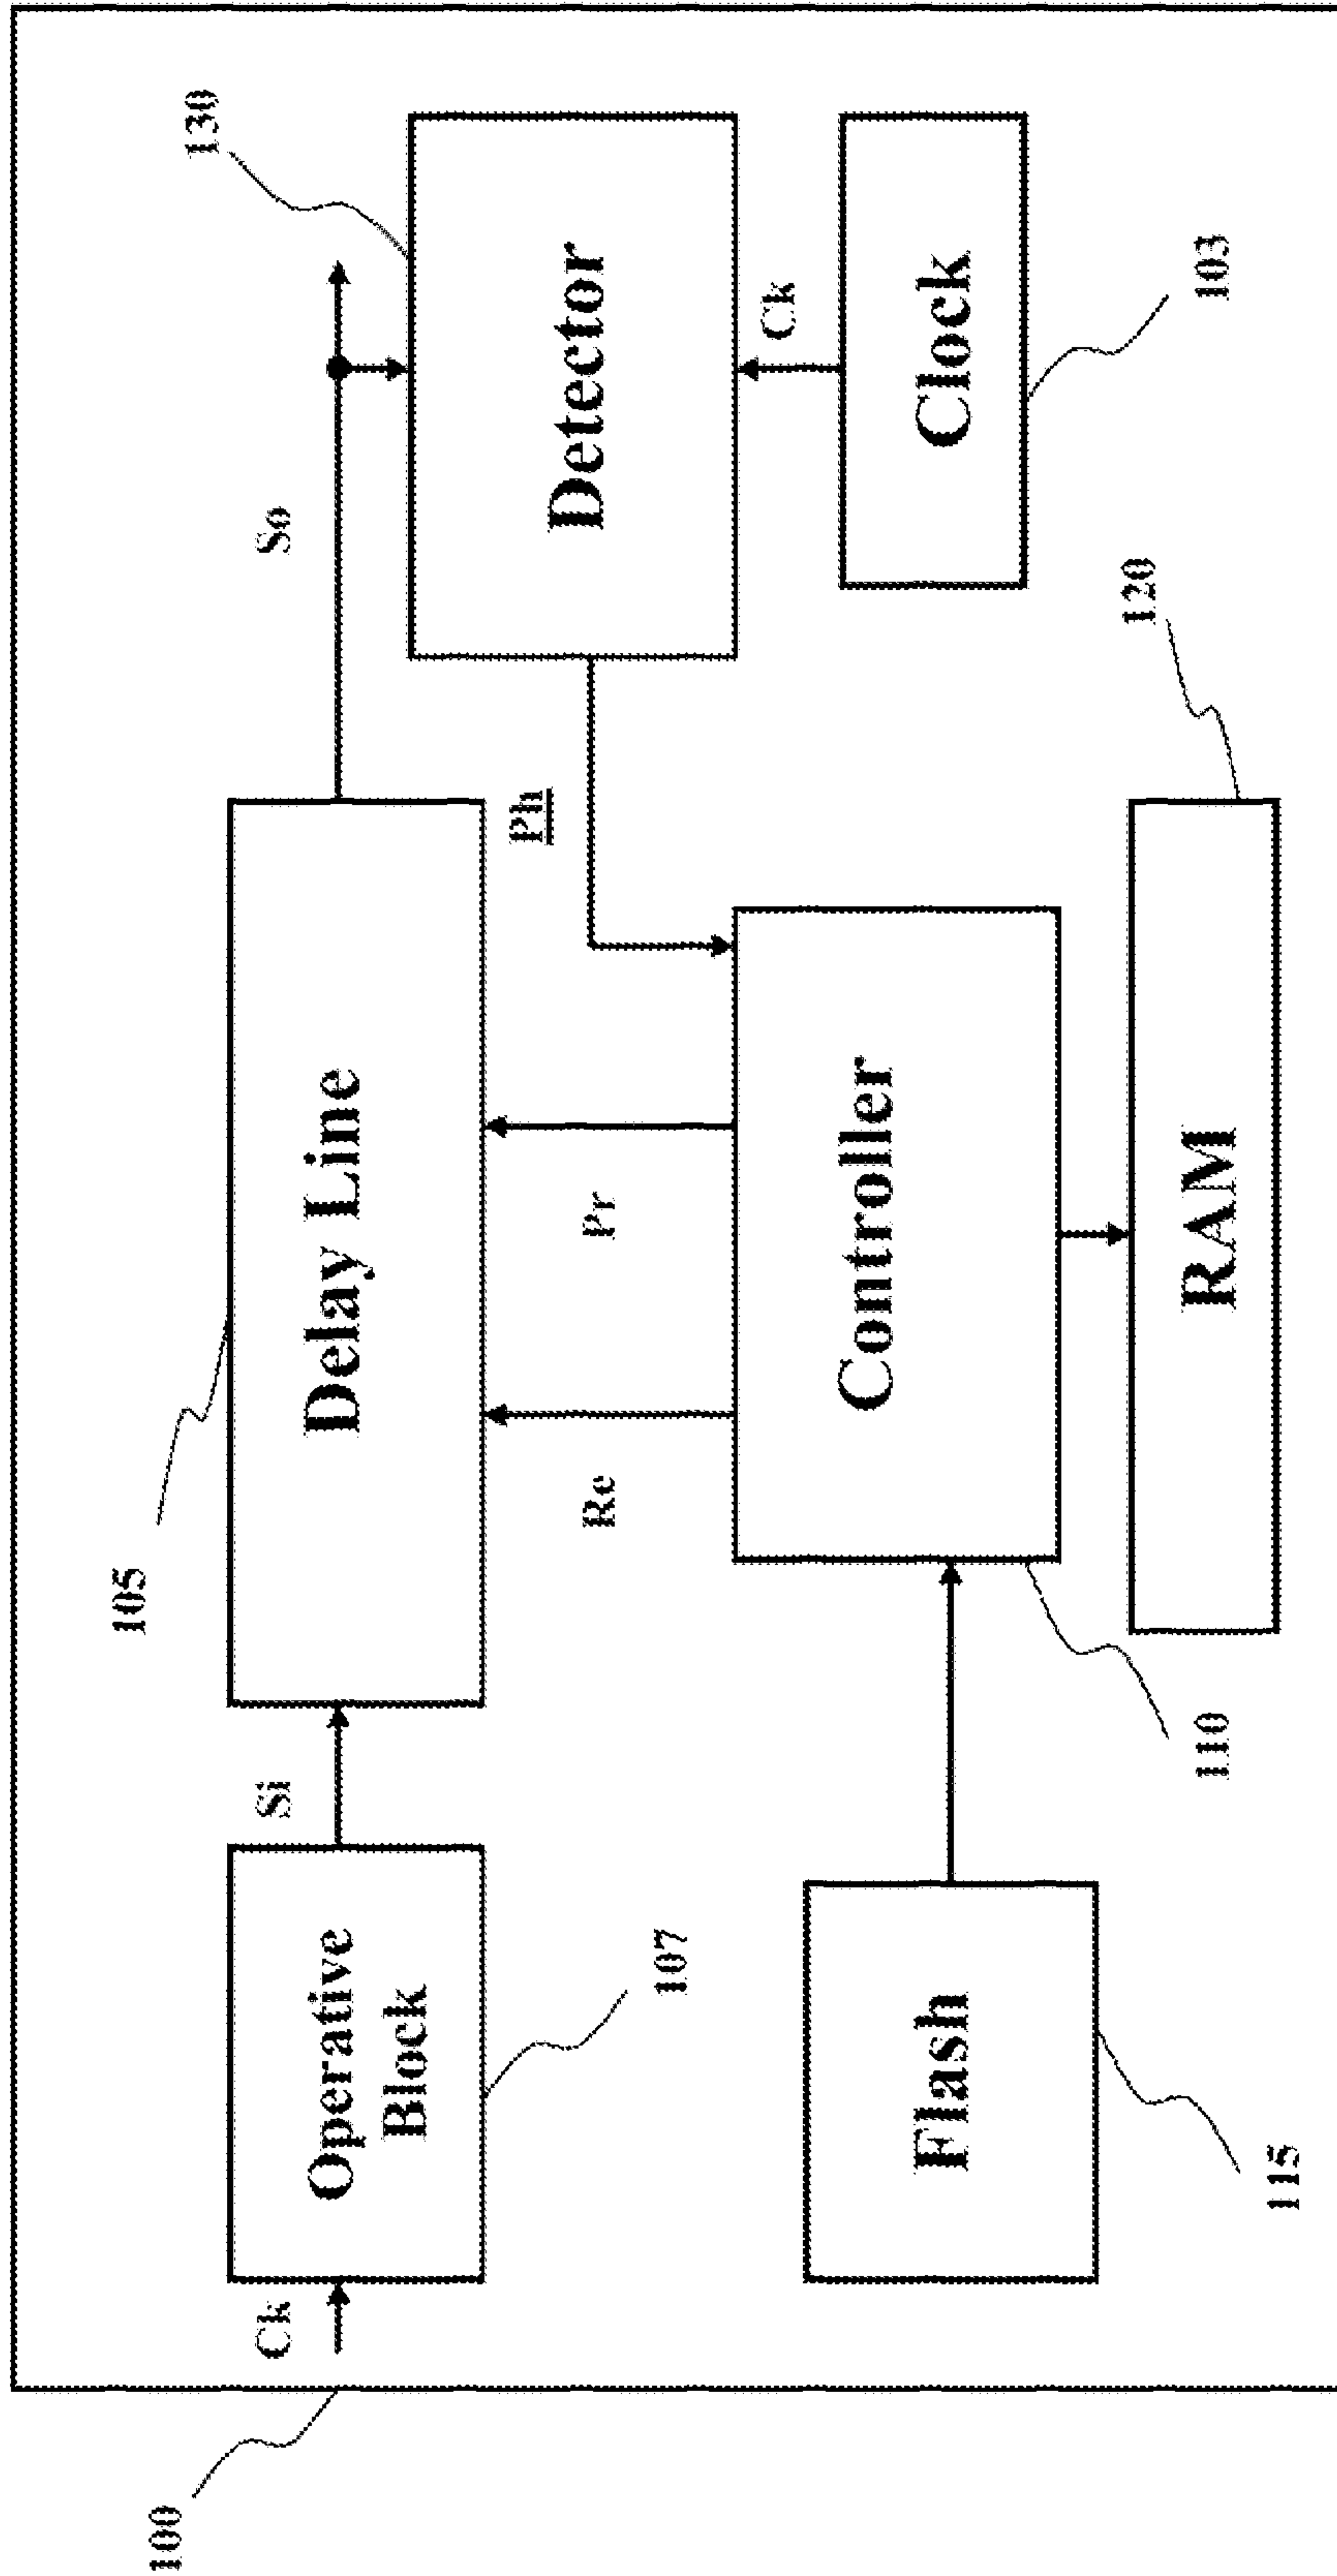 100
Ck
Operative
Block
107
Si
105
Delay Line
So
130
Detector
Ck
Clock
103
Ph
Re
Pr
Flash
115
Controller
110
RAM
120